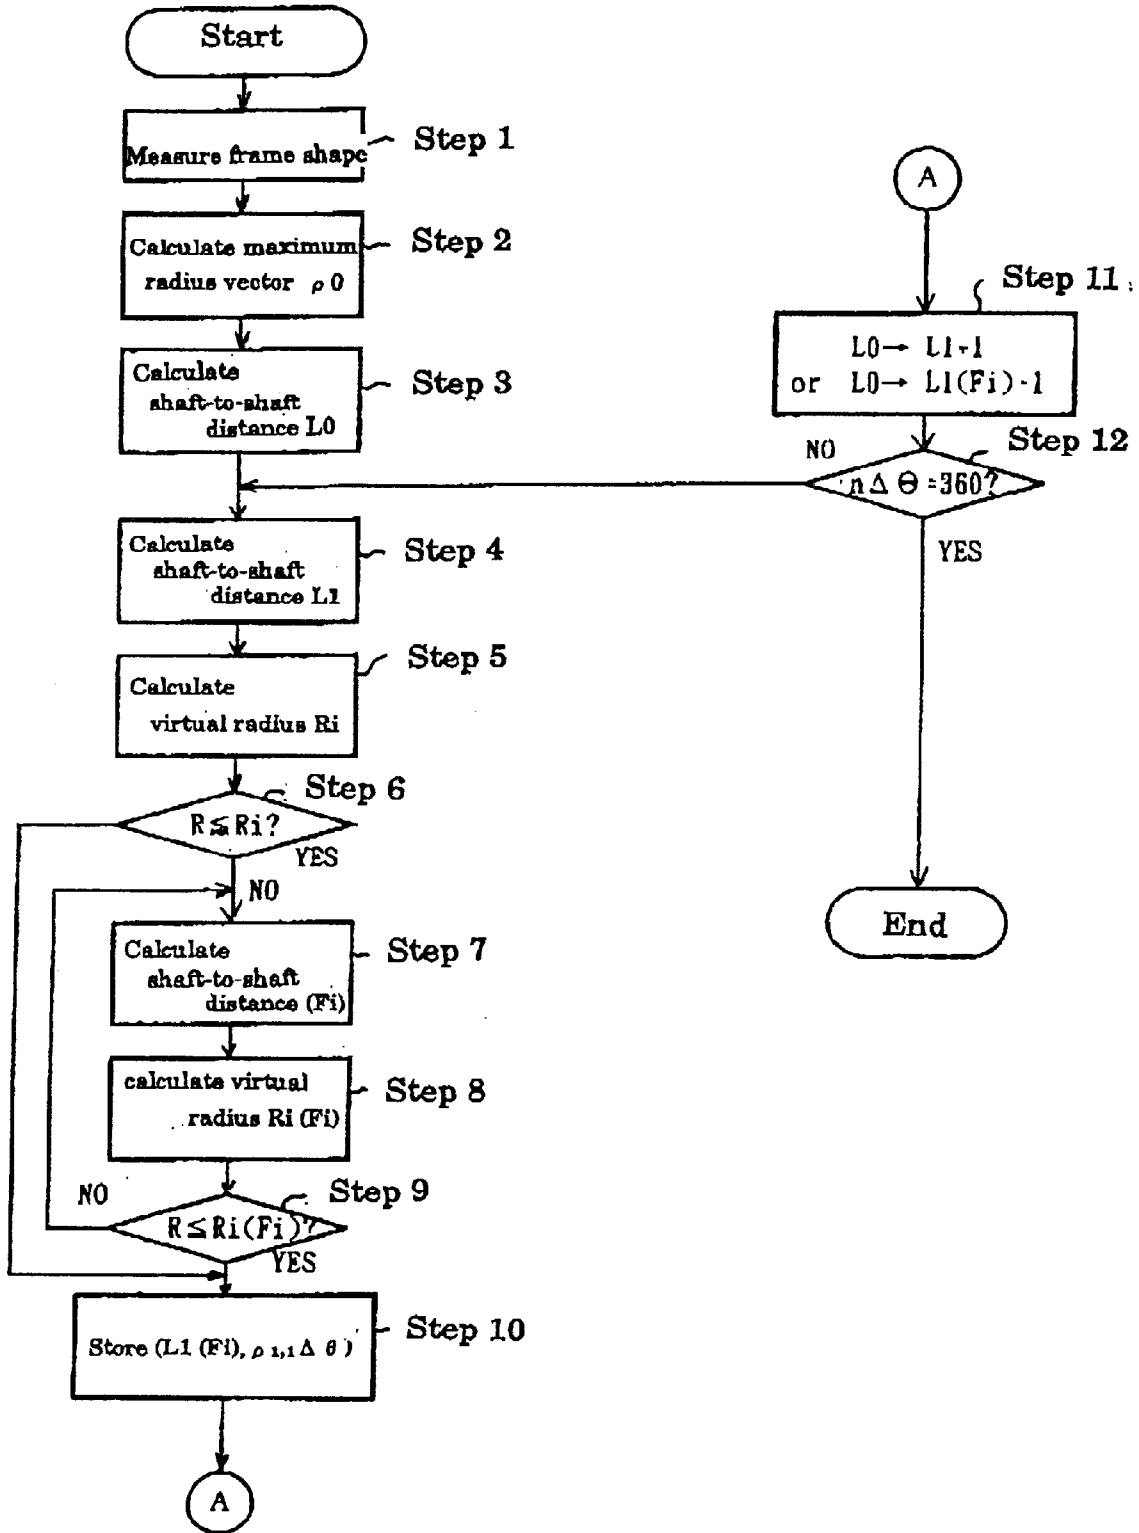 Start
Measure frame shape
Step 1
Calculate maximum
radius vector ρ 0
Step 2
Calculate
shaft-to-shaft
distance L0
Step 3
Calculate
shaft-to-shaft
distance L1
Step 4
Calculate
virtual radius Ri
Step 5
Step 6
R≦Ri?
YES
NO
Calculate
shaft-to-shaft
distance (Fi)
Step 7
calculate virtual
radius Ri (Fi)
Step 8
Step 9
NO
R≦Ri(Fi)?
YES
Store (L1 (Fi), ρ 1,1 Δ θ )
Step 10
A
A
Step 11
L0→ L1+1
or L0→ L1(Fi)·1
Step 12
NO
nΔ Θ =360?
YES
End